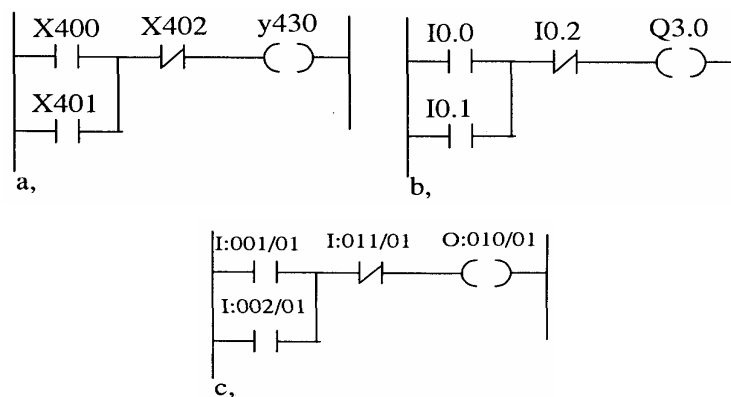 X400 X402 y430
X401
a,
I0.0 I0.2 Q3.0
I0.1
b,
I:001/01 I:011/01 O:010/01
I:002/01
c,